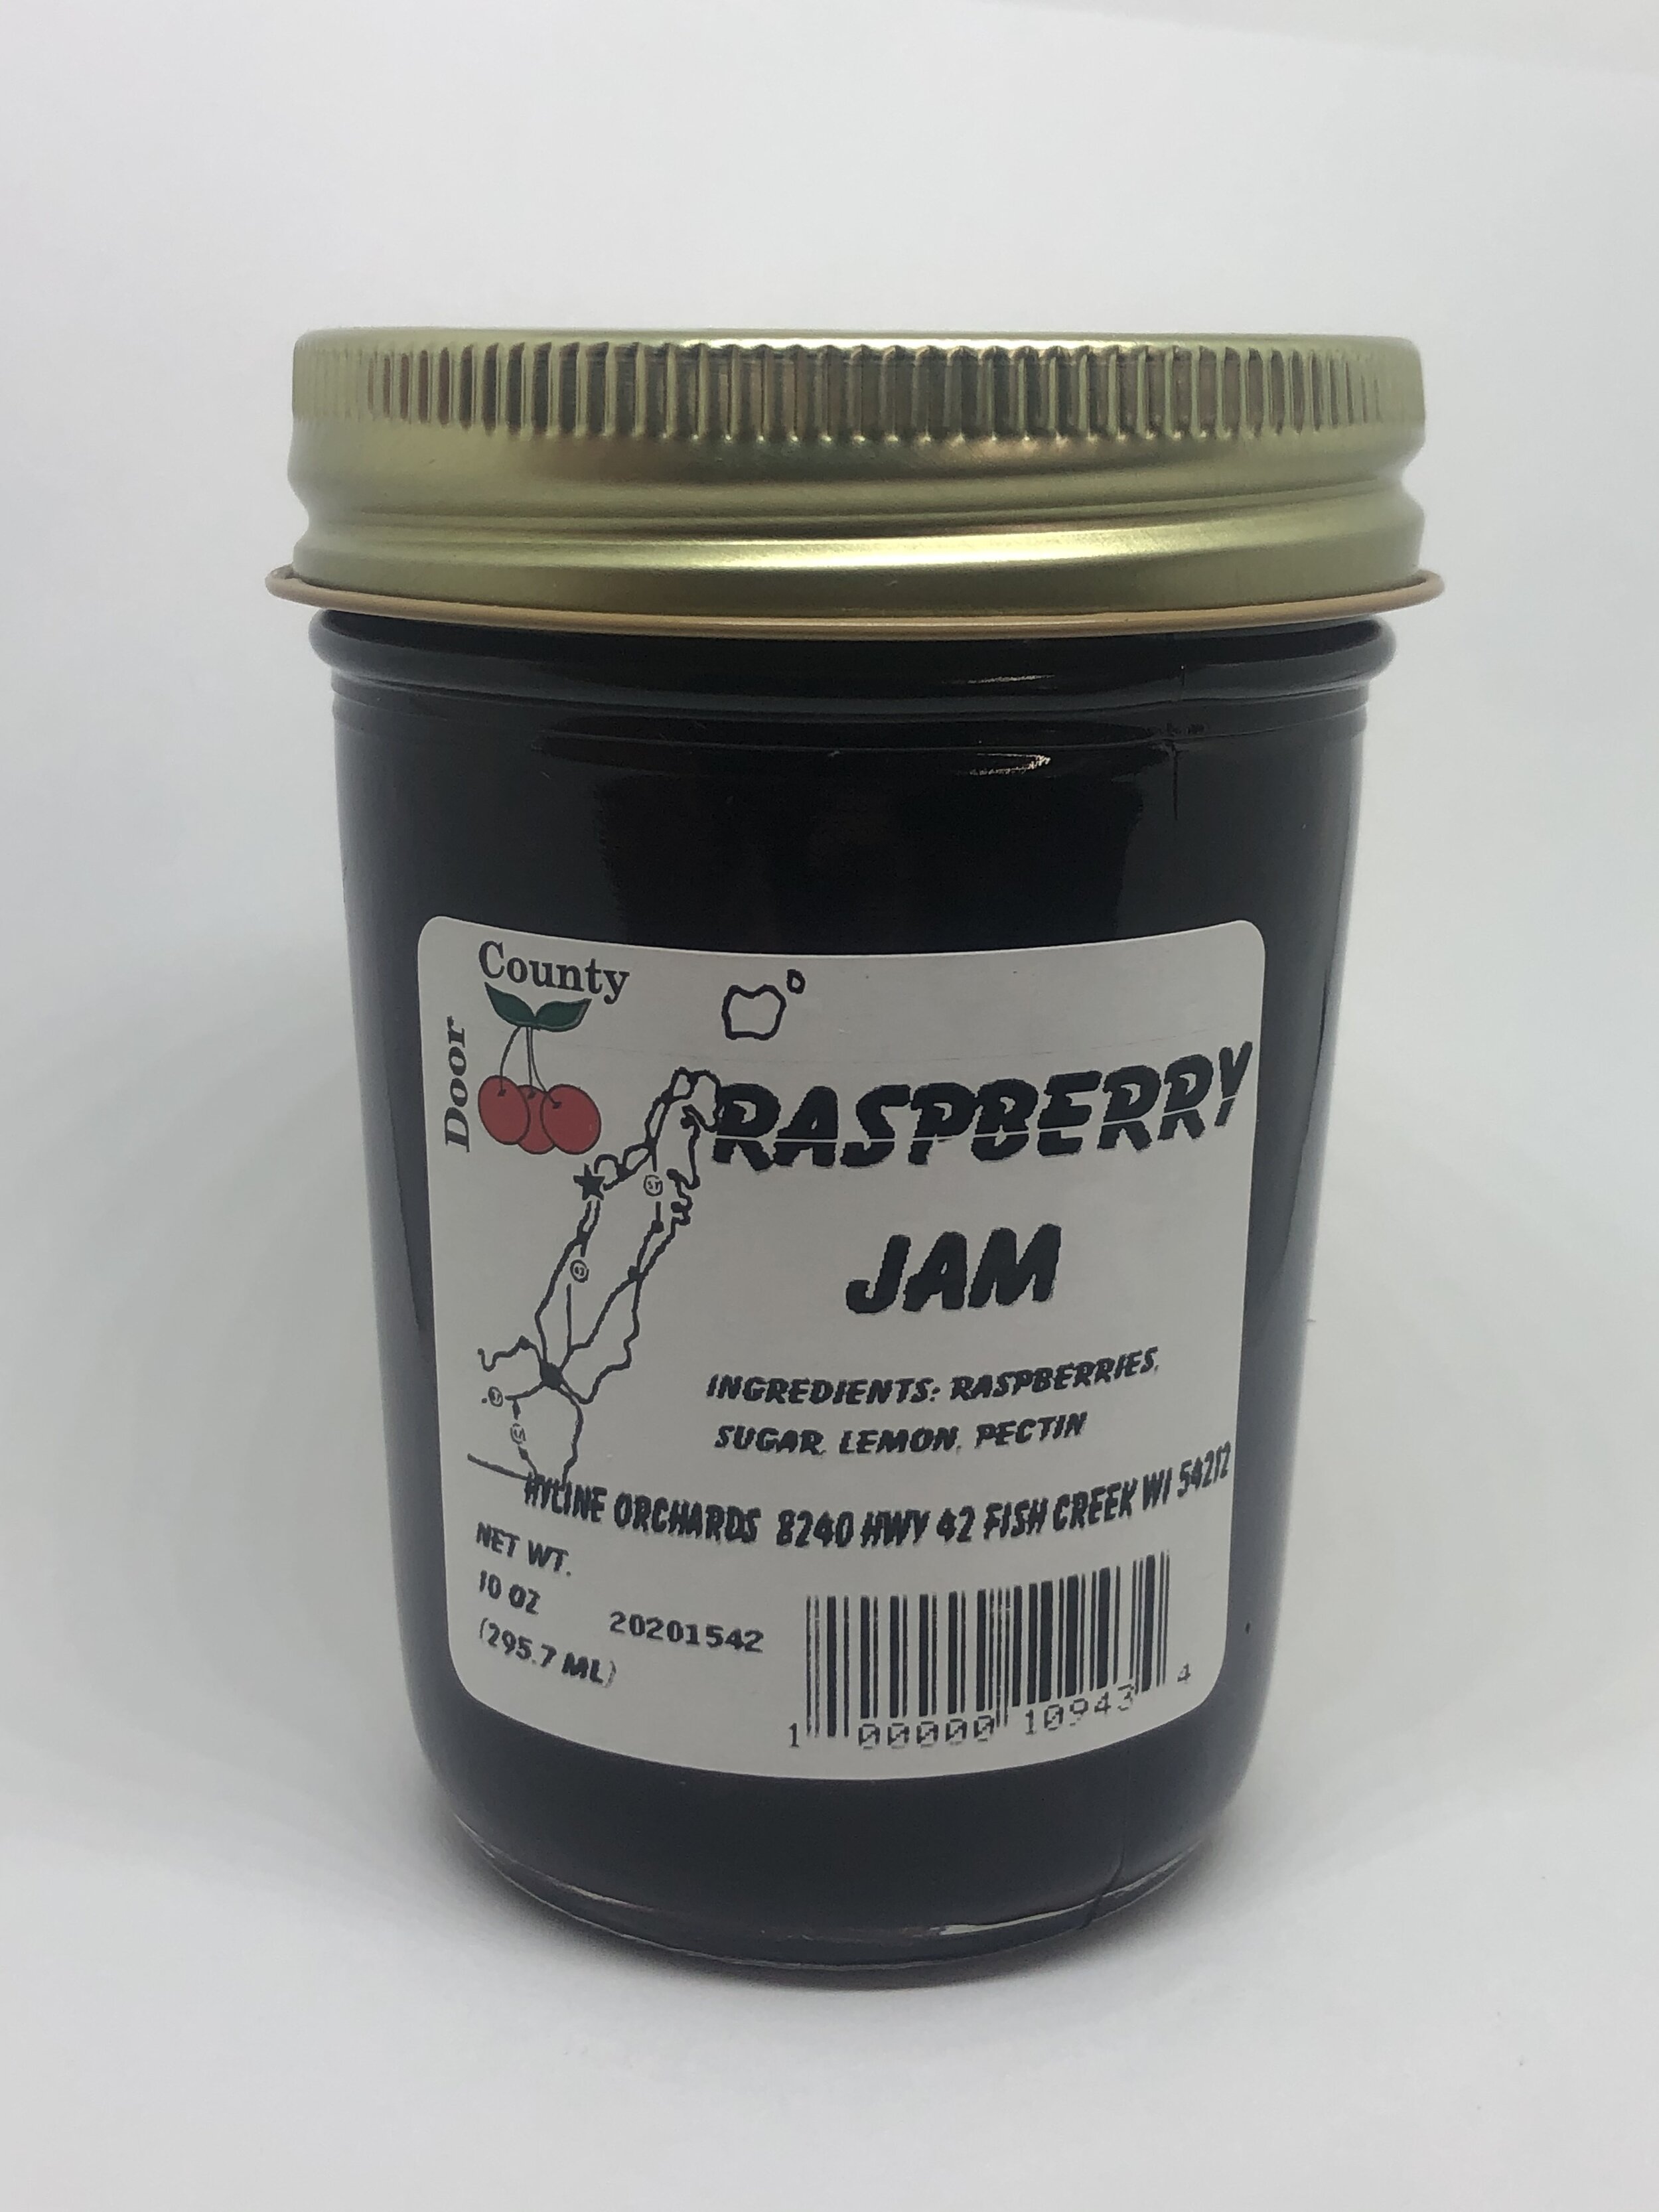 County
Door
RASPBERRY
JAM
INGREDIENTS: RASPBERRIES,
SUGAR, LEMON, PECTIN
HYLINE ORCHARDS 8240 HWY 42 FISH CREEK WI 54212
NET WT.
10 OZ
(295.7 ML)
20201542
1 00000 10943 4